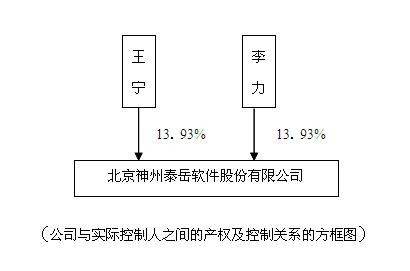 王宁
李力
13.93%
13.93%
北京神州泰岳软件股份有限公司
（公司与实际控制人之间的产权及控制关系的方框图）